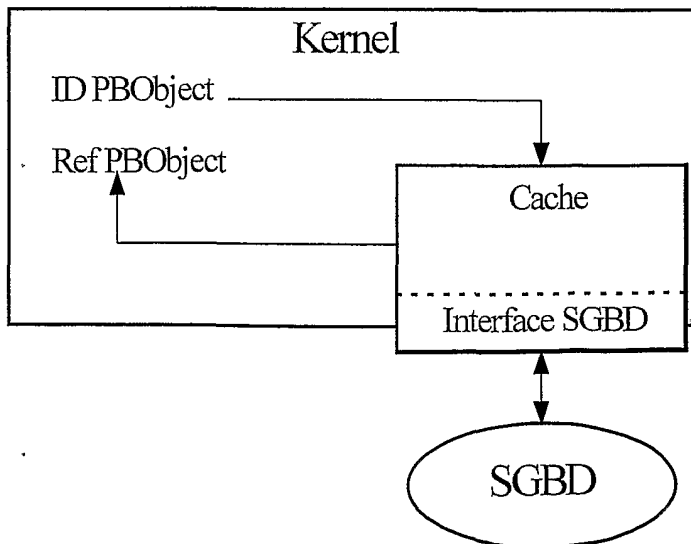 Kernel
ID PBObject
Ref PBObject
Cache
Interface SGBD
SGBD